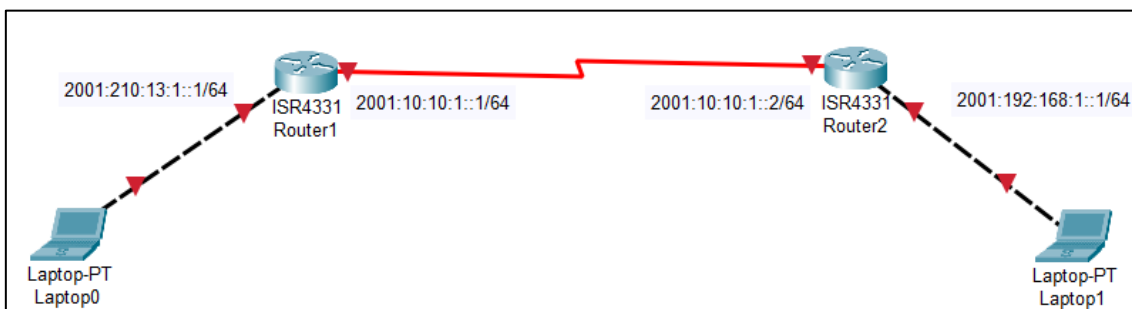 2001:210:13:1::1/64
ISR4331
Router1
2001:10:10:1::1/64
2001:10:10:1::2/64
ISR4331
Router2
2001:192:168:1::1/64
Laptop-PT
Laptop0
Laptop-PT
Laptop1